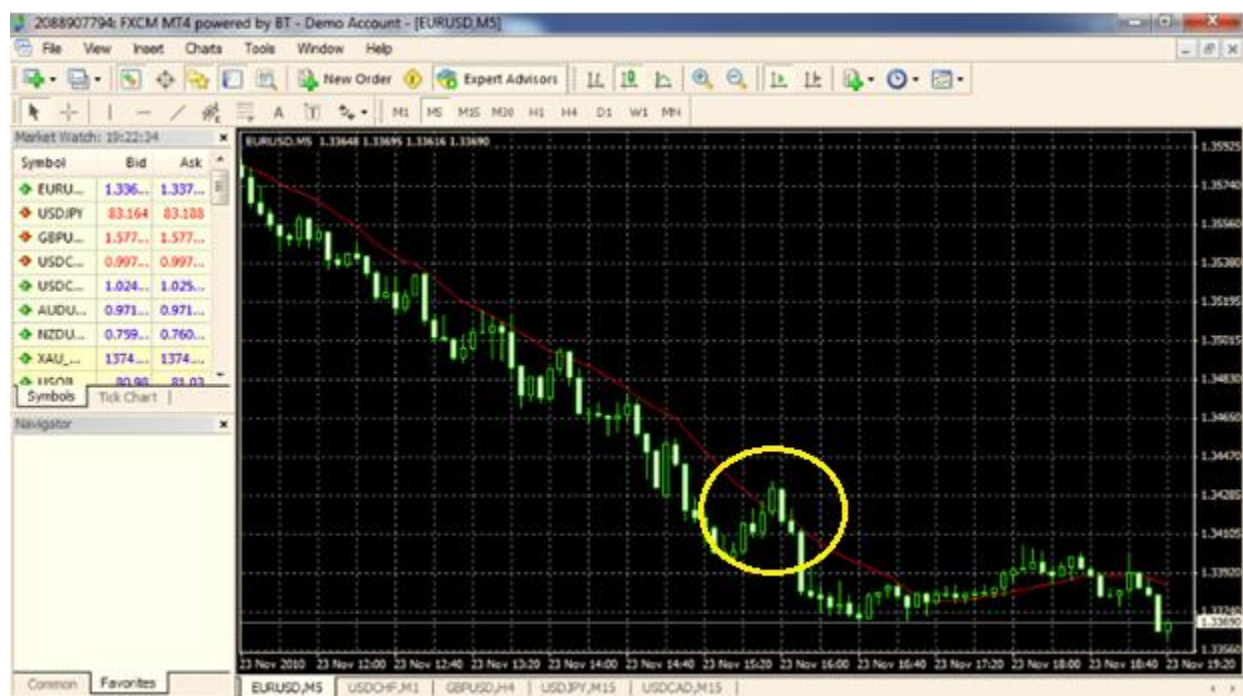 2088907794: FXCM MT4 powered by BT - Demo Account - [EURUSD,M5]
File View Insert Charts Tools Window Help
New Order Expert Advisors
A T M1 M5 M15 M30 H1 H4 D1 W1 MN
Market Watch: 19:22:34
Symbol Bid Ask
EURU... 1.336... 1.337...
USDJPY 83.164 83.188
GBPU... 1.577... 1.577...
USDC... 0.997... 0.997...
USDC... 1.024... 1.025...
AUDU... 0.971... 0.971...
NZDU... 0.759... 0.760...
XAU_... 1374.... 1374....
USOIL 80.98 81.03
Symbols Tick Chart
Navigator
Common Favorites
EURUSD,M5 1.33648 1.33695 1.33616 1.33690
1.35925
1.35740
1.35560
1.35380
1.35195
1.35015
1.34830
1.34650
1.34470
1.34285
1.34105
1.33920
1.33740
1.33690
1.33560
23 Nov 2010 23 Nov 12:00 23 Nov 12:40 23 Nov 13:20 23 Nov 14:00 23 Nov 14:40 23 Nov 15:20 23 Nov 16:00 23 Nov 16:40 23 Nov 17:20 23 Nov 18:00 23 Nov 18:40 23 Nov 19:20
EURUSD,M5 USDCHF,M1 GBPUSD,H4 USDJPY,M15 USDCAD,M15